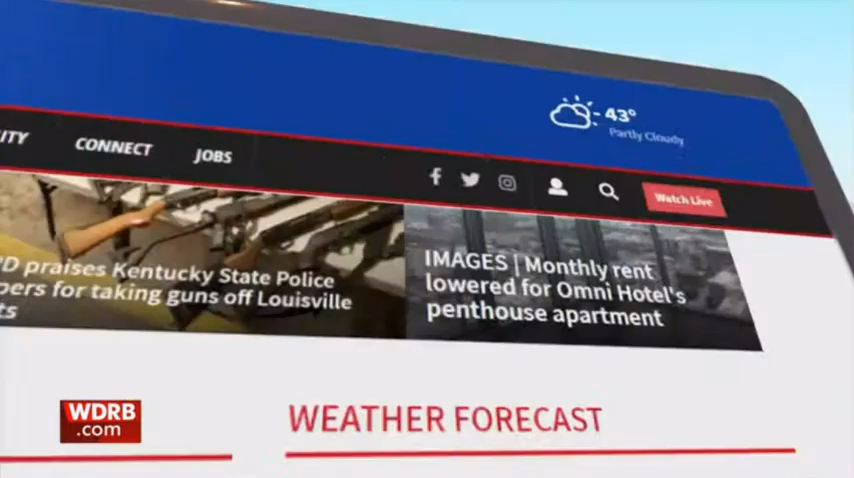 43°
Partly Cloudy
ITY CONNECT JOBS
Watch Live
D praises Kentucky State Police
pers for taking guns off Louisville
ts
IMAGES | Monthly rent
lowered for Omni Hotel's
penthouse apartment
WDRB
.com
WEATHER FORECAST